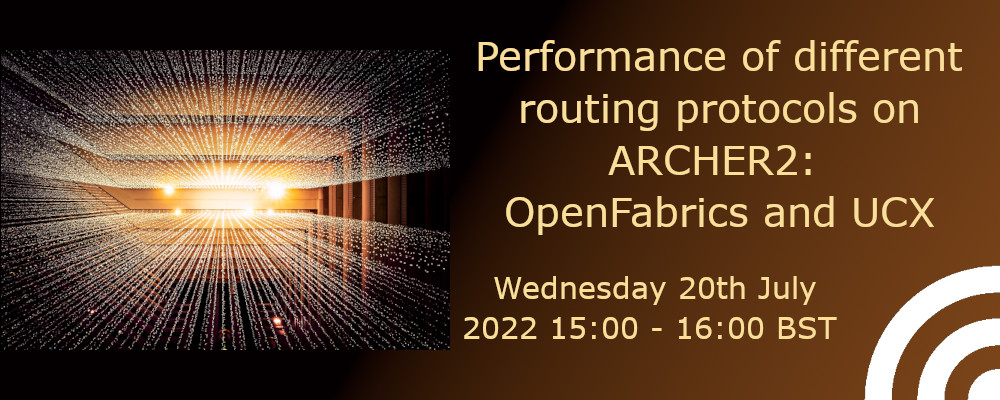 Performance of different
routing protocols on
ARCHER2:
OpenFabrics and UCX
Wednesday 20th July
2022 15:00 - 16:00 BST